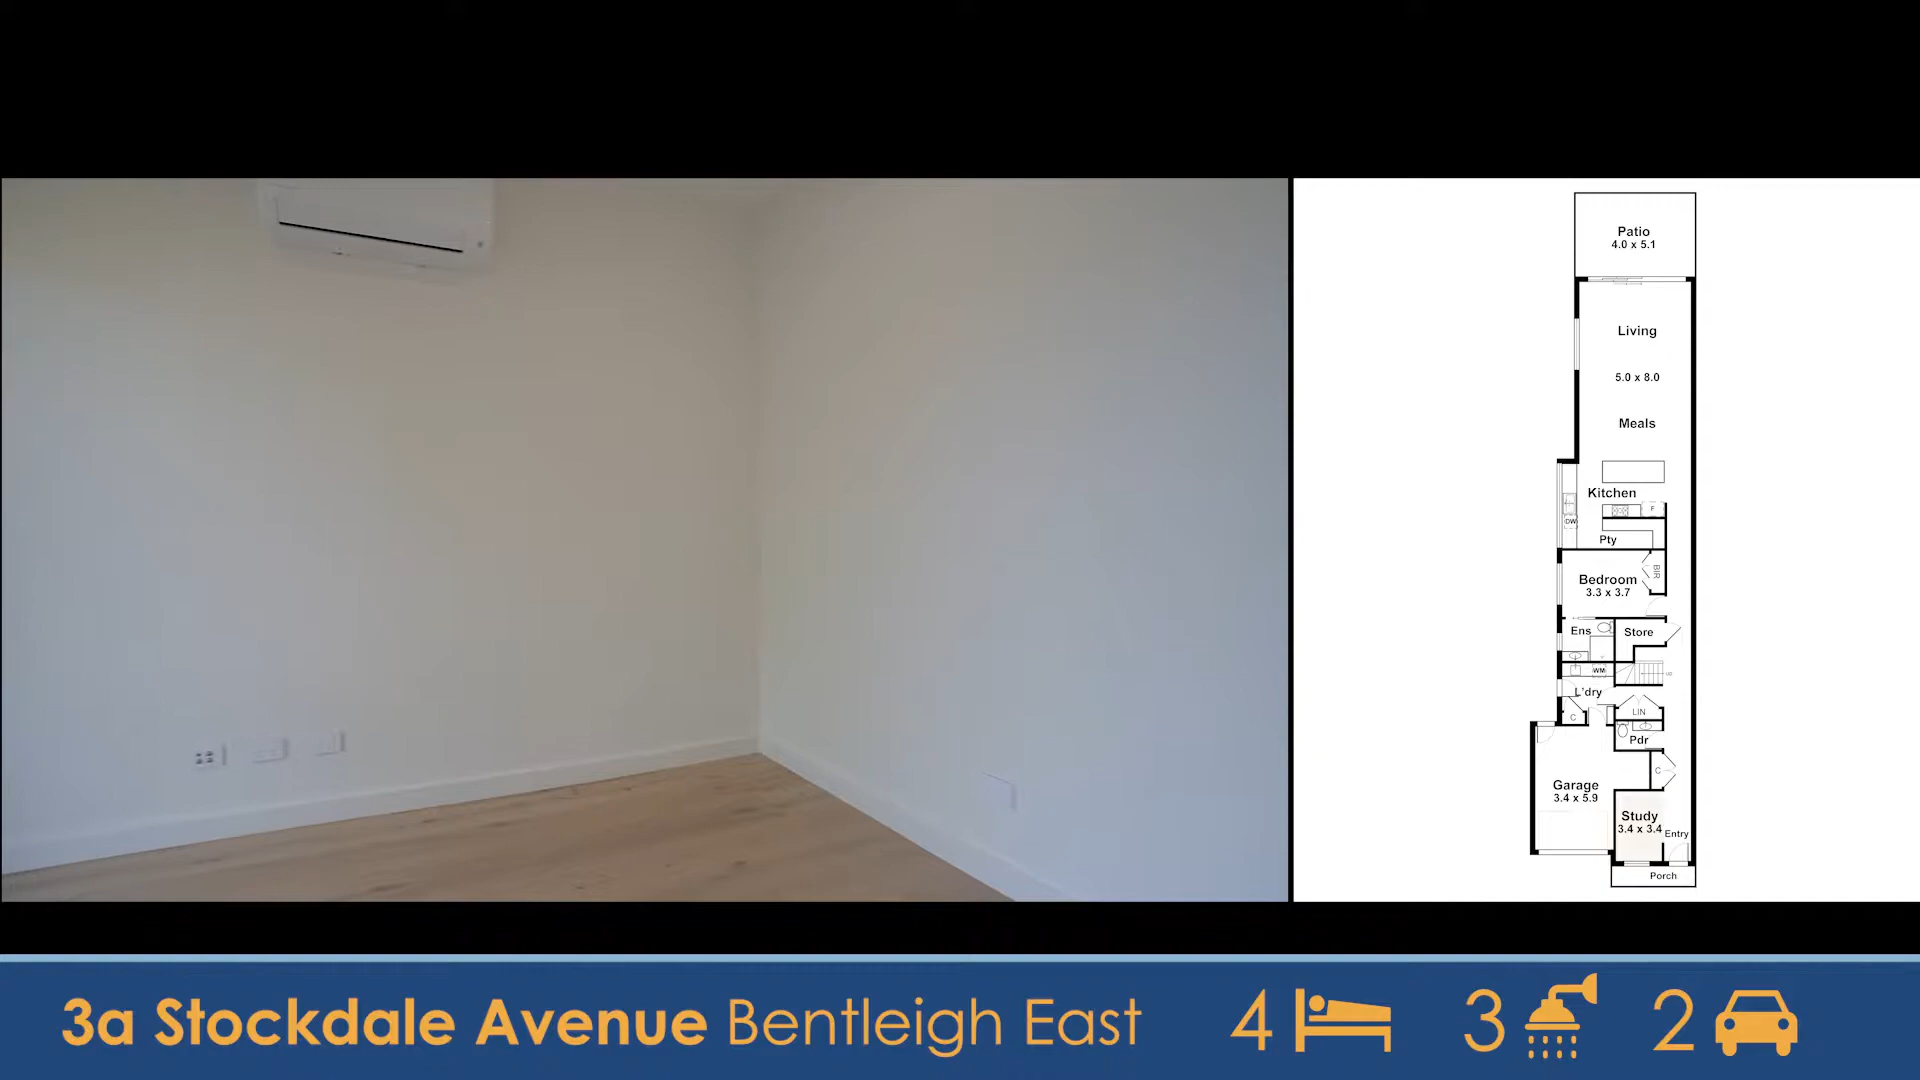 Patio
4.0 x 5.1
Living
5.0 x 8.0
Meals
Kitchen
F
DW
Pty
BIR
Bedroom
3.3 x 3.7
Ens
Store
WM
UP
L'dry
LIN
C
Pdr
C
Garage
3.4 x 5.9
Study
3.4 x 3.4
Entry
Porch
3a Stockdale Avenue Bentleigh East 4 3 2